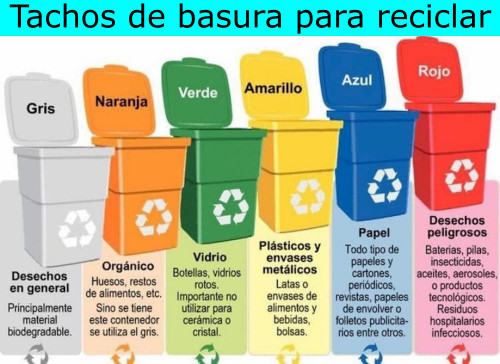 Tachos de basura para reciclar
Gris
Naranja
Verde
Amarillo
Azul
Rojo
Desechos
en general
Principalmente
material
biodegradable.
Orgánico
Huesos, restos
de alimentos, etc.
Sino se tiene
este contenedor
se utiliza el gris.
Vidrio
Botellas, vidrios
rotos.
Importante no
utilizar para
cerámica o
cristal.
Plásticos y
envases
metálicos
Latas o
envases de
alimentos y
bebidas,
bolsas.
Papel
Todo tipo de
papeles y
cartones,
periódicos,
revistas, papeles
de envolver o
folletos publicita-
rios entre otros.
Desechos
peligrosos
Baterias, pilas,
insecticidas,
aceites, aerosoles,
o productos
tecnológicos.
Residuos
hospitalarios
infecciosos.